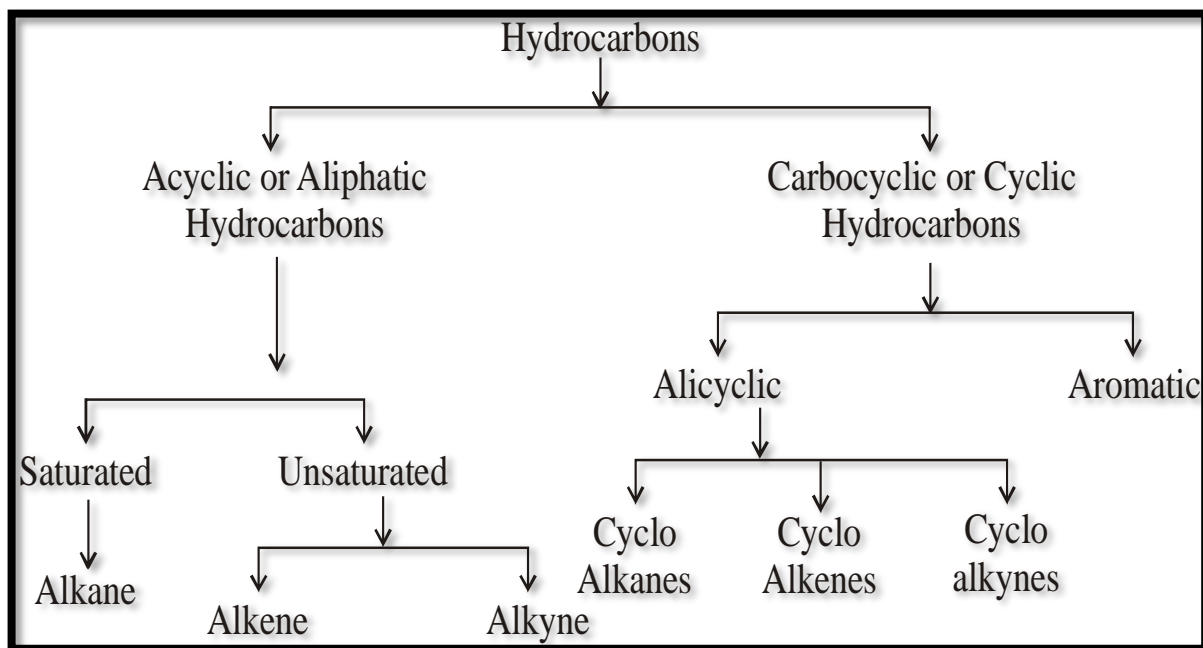 Hydrocarbons
Acyclic or Aliphatic
Hydrocarbons
Carbocyclic or Cyclic
Hydrocarbons
Alicyclic
Aromatic
Saturated
Unsaturated
Cyclo
Alkanes
Cyclo
Alkenes
Cyclo
alkynes
Alkane
Alkene
Alkyne